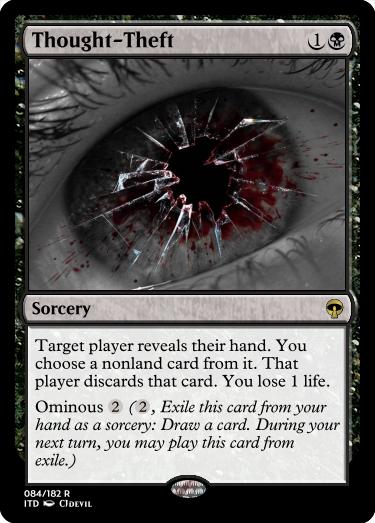 Thought-Theft 1
Sorcery
Target player reveals their hand. You
choose a nonland card from it. That
player discards that card. You lose 1 life.
Ominous 2 (2, Exile this card from your
hand as a sorcery: Draw a card. During your
next turn, you may play this card from
exile.)
084/182 R
ITD CJDEVIL